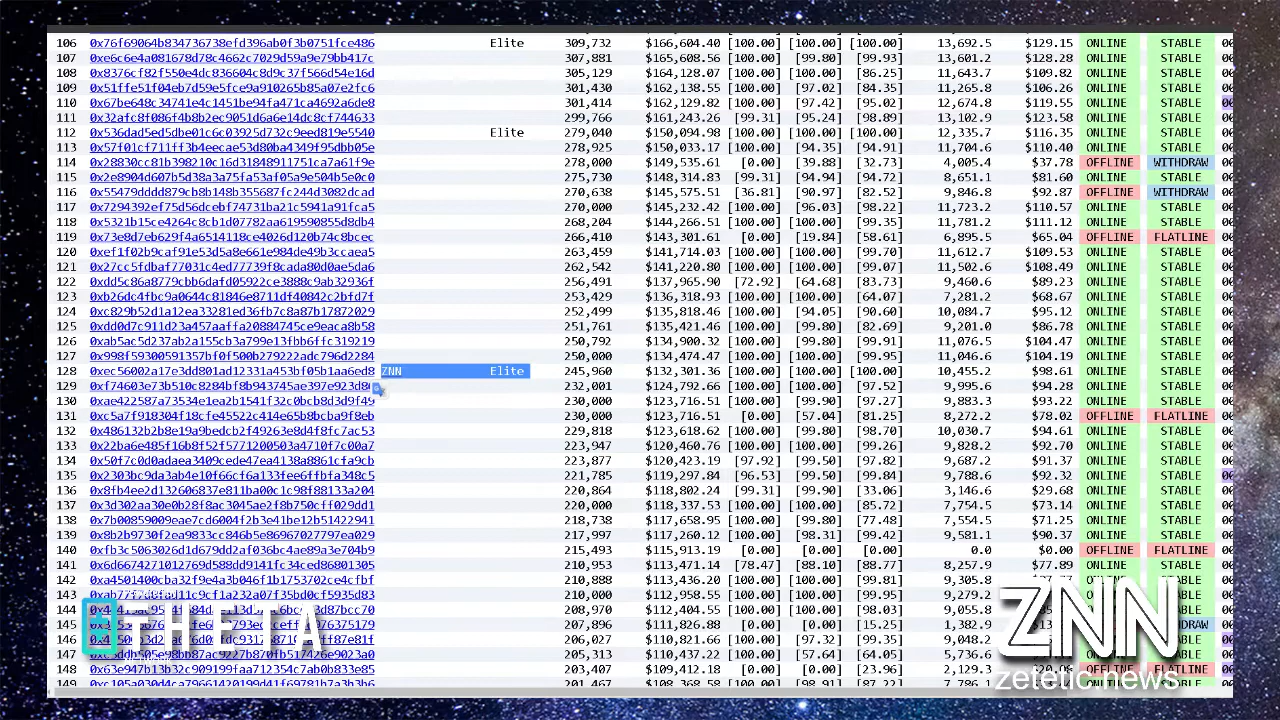 106 0x76f69064b834736738efd396ab0f3b0751fce486 Elite 309,732 $166,604.40 [100.00] [100.00] [100.00] 13,692.5 $129.15 ONLINE STABLE
107 0xe6c6e4a081678d78c4662c7029d59a9e79bb417c 307,881 $165,608.56 [100.00] [99.80] [99.93] 13,601.2 $128.28 ONLINE STABLE
108 0x8376cf82f550e4dc836604c8d9c37f566d54e16d 305,129 $164,128.07 [100.00] [100.00] [86.25] 11,643.7 $109.82 ONLINE STABLE
109 0x51ffe51f04eb7d59e5fce9a910265b85a07e2fc6 301,430 $162,138.55 [100.00] [97.02] [84.35] 11,265.8 $106.26 ONLINE STABLE
110 0x67be648c34741e4c1451be94fa471ca4692a6de8 301,414 $162,129.82 [100.00] [97.42] [95.02] 12,674.8 $119.55 ONLINE STABLE
111 0x32afc8f086f4b8b2ec9051d6a6e14dc8cf744633 299,766 $161,243.26 [99.31] [95.24] [98.89] 13,102.9 $123.58 ONLINE STABLE
112 0x536dad5ed5dbe01c6c03925d732c9eed819e5540 Elite 279,040 $150,094.98 [100.00] [100.00] [100.00] 12,335.7 $116.35 ONLINE STABLE
113 0x57f01cf711ff3b4eecae53d80ba4349f95dbb05e 278,925 $150,033.17 [100.00] [94.35] [94.91] 11,704.6 $110.40 ONLINE STABLE
114 0x28830cc81b398210c16d31848911751ca7a61f9e 278,000 $149,535.61 [0.00] [39.88] [32.73] 4,005.4 $37.78 OFFLINE WITHDRAW
115 0x2e8904d607b5d38a3a75fa53af05a9e504b5e0c0 275,730 $148,314.83 [99.31] [94.94] [94.72] 8,651.1 $81.60 ONLINE STABLE
116 0x55479dddd879cb8b148b355687fc244d3082dcad 270,638 $145,575.51 [36.81] [90.97] [82.52] 9,846.8 $92.87 OFFLINE WITHDRAW
117 0x7294392ef75d56dcebf74731ba21c5941a91fca5 270,000 $145,232.42 [100.00] [96.03] [98.22] 11,723.2 $110.57 ONLINE STABLE
118 0x5321b15ce4264c8cb1d07782aa619590855d8db4 268,204 $144,266.51 [100.00] [100.00] [99.35] 11,781.2 $111.12 ONLINE STABLE
119 0x73e8d7eb629f4a6514118ce4026d120b74c8bcec 266,410 $143,301.61 [0.00] [19.84] [58.61] 6,895.5 $65.04 OFFLINE FLATLINE
120 0xef1f02b9caf91e53d5a8e661e984de49b3ccaea5 263,459 $141,714.03 [100.00] [100.00] [99.70] 11,612.7 $109.53 ONLINE STABLE
121 0x27cc5fdbaf77031c4ed77739f8cada80d0ae5da6 262,542 $141,220.80 [100.00] [100.00] [99.07] 11,502.6 $108.49 ONLINE STABLE
122 0xdd5c86a8779cbb6dafd05922ce3888c9ab32936f 256,491 $137,965.90 [72.92] [64.68] [83.73] 9,460.6 $89.23 ONLINE STABLE
123 0xb26dc4fbc9a0644c81846e8711df40842c2bfd7f 253,429 $136,318.93 [100.00] [100.00] [64.07] 7,281.2 $68.67 ONLINE STABLE
124 0xc829b52d1a12ea33281ed36fb7c8a87b17872029 252,499 $135,818.46 [100.00] [94.05] [90.60] 10,084.7 $95.12 ONLINE STABLE
125 0xdd0d7c911d23a457aaffa20884745ce9eaca8b58 251,761 $135,421.46 [100.00] [99.80] [82.69] 9,201.0 $86.78 ONLINE STABLE
126 0xab5ac5d237ab2a155cb3a799e13fbb6ffc319219 250,792 $134,900.32 [100.00] [99.80] [99.91] 11,076.5 $104.47 ONLINE STABLE
127 0x998f59300591357bf0f500b279222adc796d2284 250,000 $134,474.47 [100.00] [100.00] [99.95] 11,046.6 $104.19 ONLINE STABLE
128 0xec56002a17e3dd801ad12331a453bf05b1aa6ed8 ZNN Elite 245,960 $132,301.36 [100.00] [100.00] [100.00] 10,455.2 $98.61 ONLINE STABLE
129 232,001 $124,792.66 [100.00] [100.00] [97.52] 9,995.6 $94.28 ONLINE STABLE
130 230,000 $123,716.51 [100.00] [99.90] [97.27] 9,883.3 $93.22 ONLINE STABLE
131 0xc5a7f918304f18cfe45522c414e65b8bcba9f8eb 230,000 $123,716.51 [0.00] [57.04] [81.25] 8,272.2 $78.02 OFFLINE FLATLINE
132 0x486132b2b8e19a9bedcb2f49263e8d4f8fc7ac53 229,818 $123,618.62 [100.00] [99.80] [98.70] 10,030.7 $94.61 ONLINE STABLE
133 0x22ba6e485f16b8f52f5771200503a4710f7c00a7 223,947 $120,460.76 [100.00] [100.00] [99.26] 9,828.2 $92.70 ONLINE STABLE
134 0x50f7c0d0adaea3409cede47ea4138a8861cfa9cb 223,877 $120,423.19 [97.92] [99.50] [97.82] 9,687.2 $91.37 ONLINE STABLE
135 0x2303bc9da3ab4e10f66cf6a133fee6ffbfa348c5 221,785 $119,297.84 [96.53] [99.50] [99.84] 9,788.6 $92.32 ONLINE STABLE
136 0x8fb4ee2d132606837e811ba00c1c98f88133a204 220,864 $118,802.24 [99.31] [99.90] [33.06] 3,146.6 $29.68 ONLINE STABLE
137 0x3d302aa30e0b28f8ac3045ae2f8b750cff029dd1 220,000 $118,337.53 [100.00] [100.00] [85.72] 7,754.5 $73.14 ONLINE STABLE
138 0x7b00859009eae7cd6004f2b3e41be12b51422941 218,738 $117,658.95 [100.00] [99.80] [77.48] 7,554.5 $71.25 ONLINE STABLE
139 0x8b2b9730f2ea9833cc846b5e86967027797ea029 217,997 $117,260.12 [100.00] [98.31] [99.42] 9,581.1 $90.37 ONLINE STABLE
140 0xfb3c5063026d1d679dd2af036bc4ae89a3e704b9 215,493 $115,913.19 [0.00] [0.00] [0.00] 0.0 $0.00 OFFLINE FLATLINE
141 0x6d6674271012769d588dd9141fc34ced86801305 210,953 $113,471.14 [78.47] [88.10] [88.77] 8,257.9 $77.89 ONLINE STABLE
142 0xa4501400cba32f9e4a3b046f1b1753702ce4cfbf 210,888 $113,436.20 [100.00] [100.00] [99.81] 9,305.8 ONLINE STABLE
143 210,000 $112,958.55 [100.00] [100.00] [99.95] 9,279.2
144 208,970 $112,404.55 [100.00] [100.00] [98.03] 9,055.8
145 207,896 $111,826.88 [0.00] [0.00] [15.25] 1,382.9
146 206,027 $110,821.66 [100.00] [97.32] [99.35] 9,048.2
147 205,313 $110,437.22 [100.00] [57.64] [64.05] 5,736.6
148 0x63e947b13b32c909199faa712354c7ab0b833e85 203,407 $109,412.18 [0.00] [0.00] [23.96] 2,129.3 OFFLINE FLATLINE
149 201,467 $108,368.58
THETA
ZNN
zetetic.news